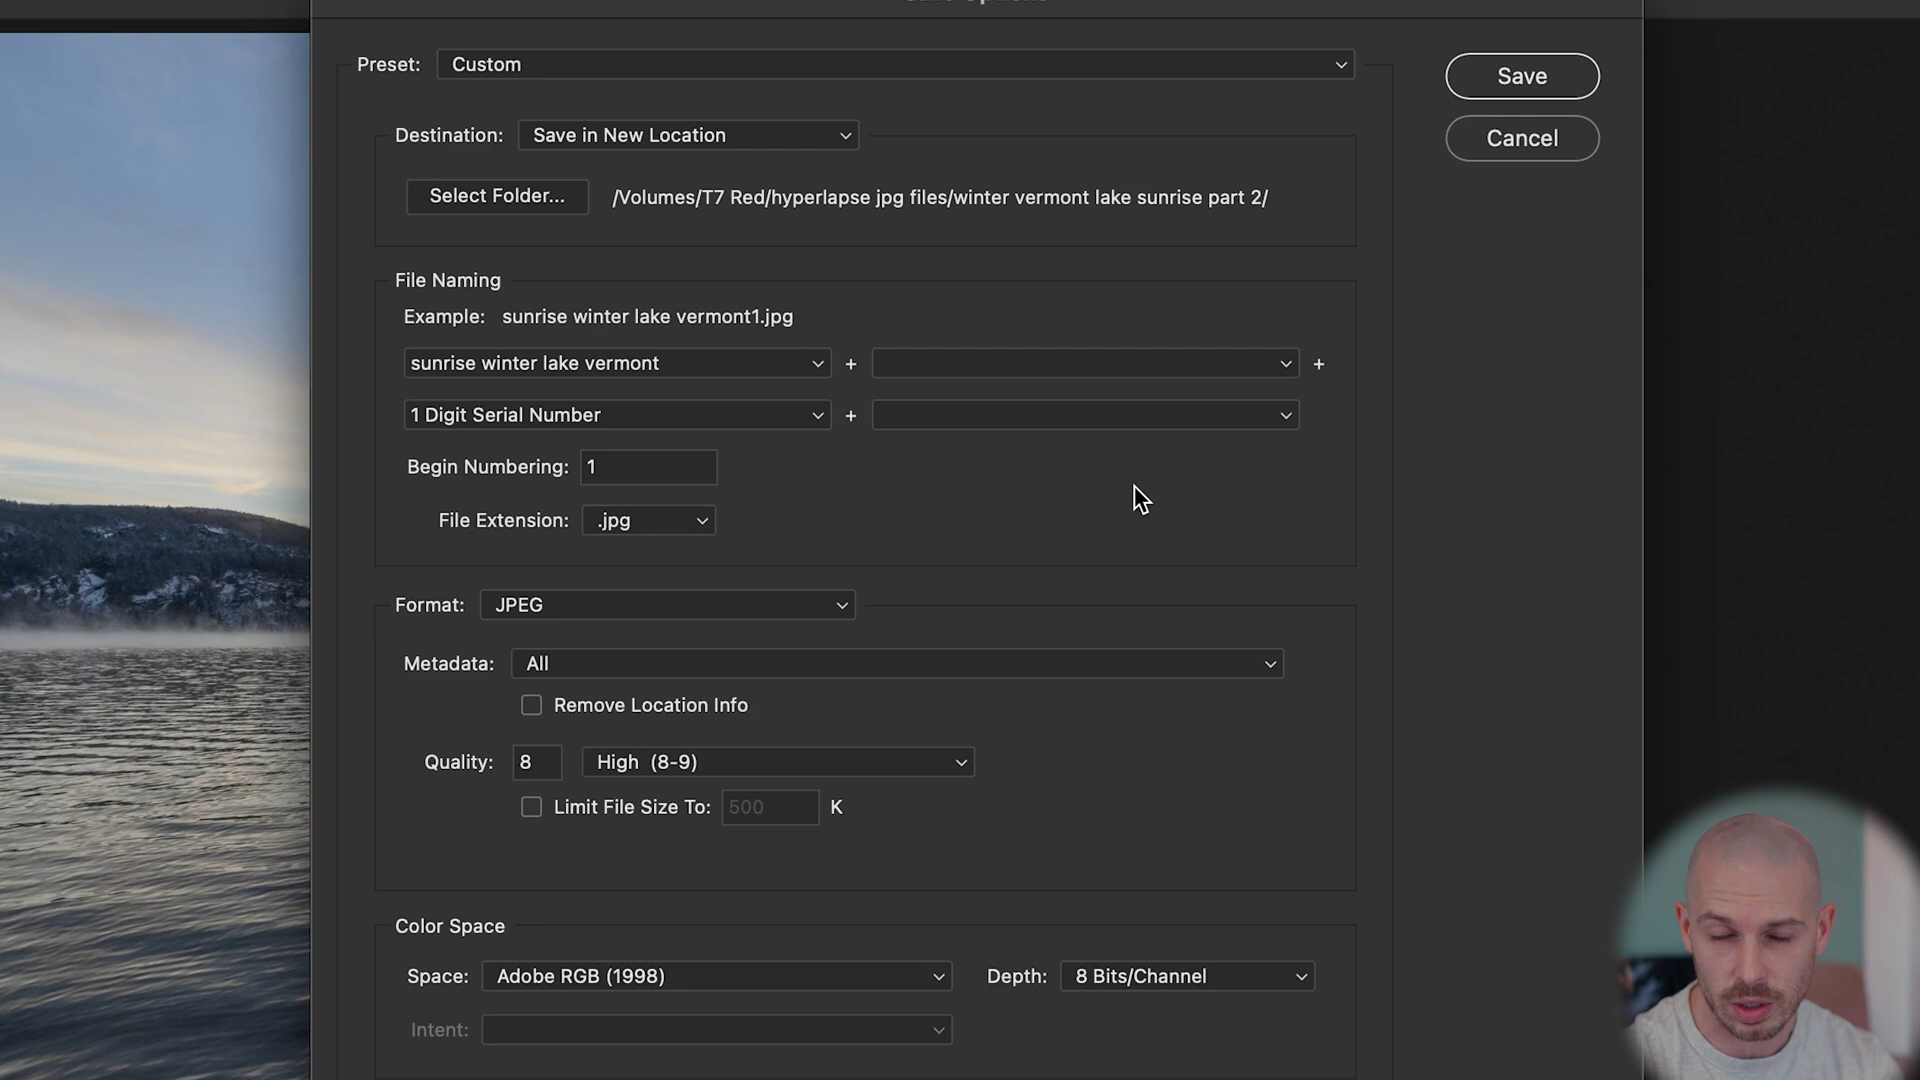 Preset: Custom
Save
Destination: Save in New Location
Cancel
Select Folder... /Volumes/T7 Red/hyperlapse jpg files/winter vermont lake sunrise part 2/
File Naming
Example: sunrise winter lake vermont1.jpg
sunrise winter lake vermont + +
1 Digit Serial Number +
Begin Numbering: 1
File Extension: .jpg
Format: JPEG
Metadata: All
Remove Location Info
Quality: 8 High (8-9)
Limit File Size To: 500 K
Color Space
Space: Adobe RGB (1998) Depth: 8 Bits/Channel
Intent: